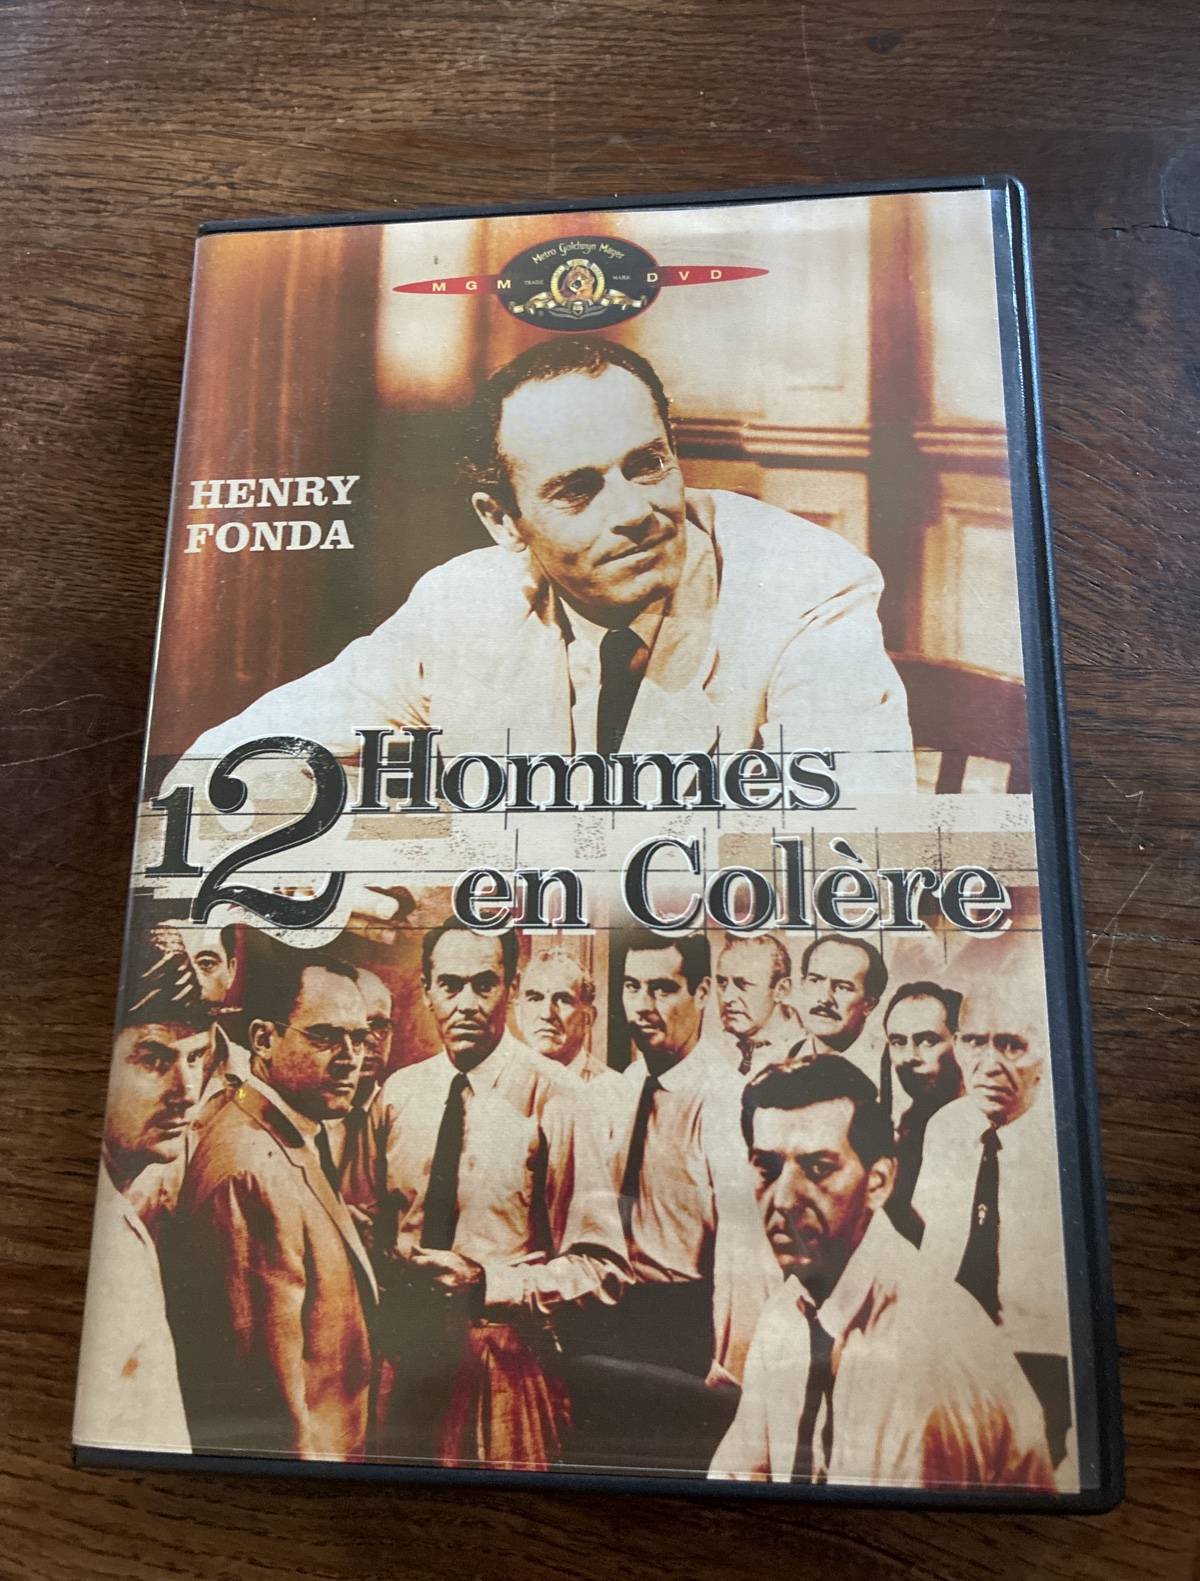 Metro Goldwyn Mayer
MGM TRADE MARK DVD
HENRY
FONDA
12 Hommes
en Colère